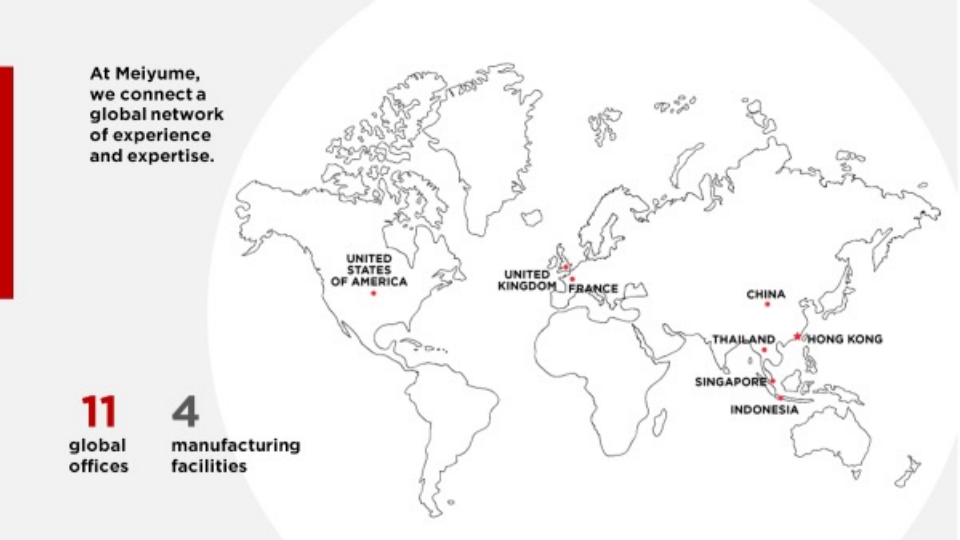 At Meiyume,
we connect a
global network
of experience
and expertise.
UNITED
STATES
OF AMERICA
UNITED
KINGDOM
FRANCE
CHINA
THAILAND
HONG KONG
SINGAPORE
INDONESIA
11
global
offices
4
manufacturing
facilities